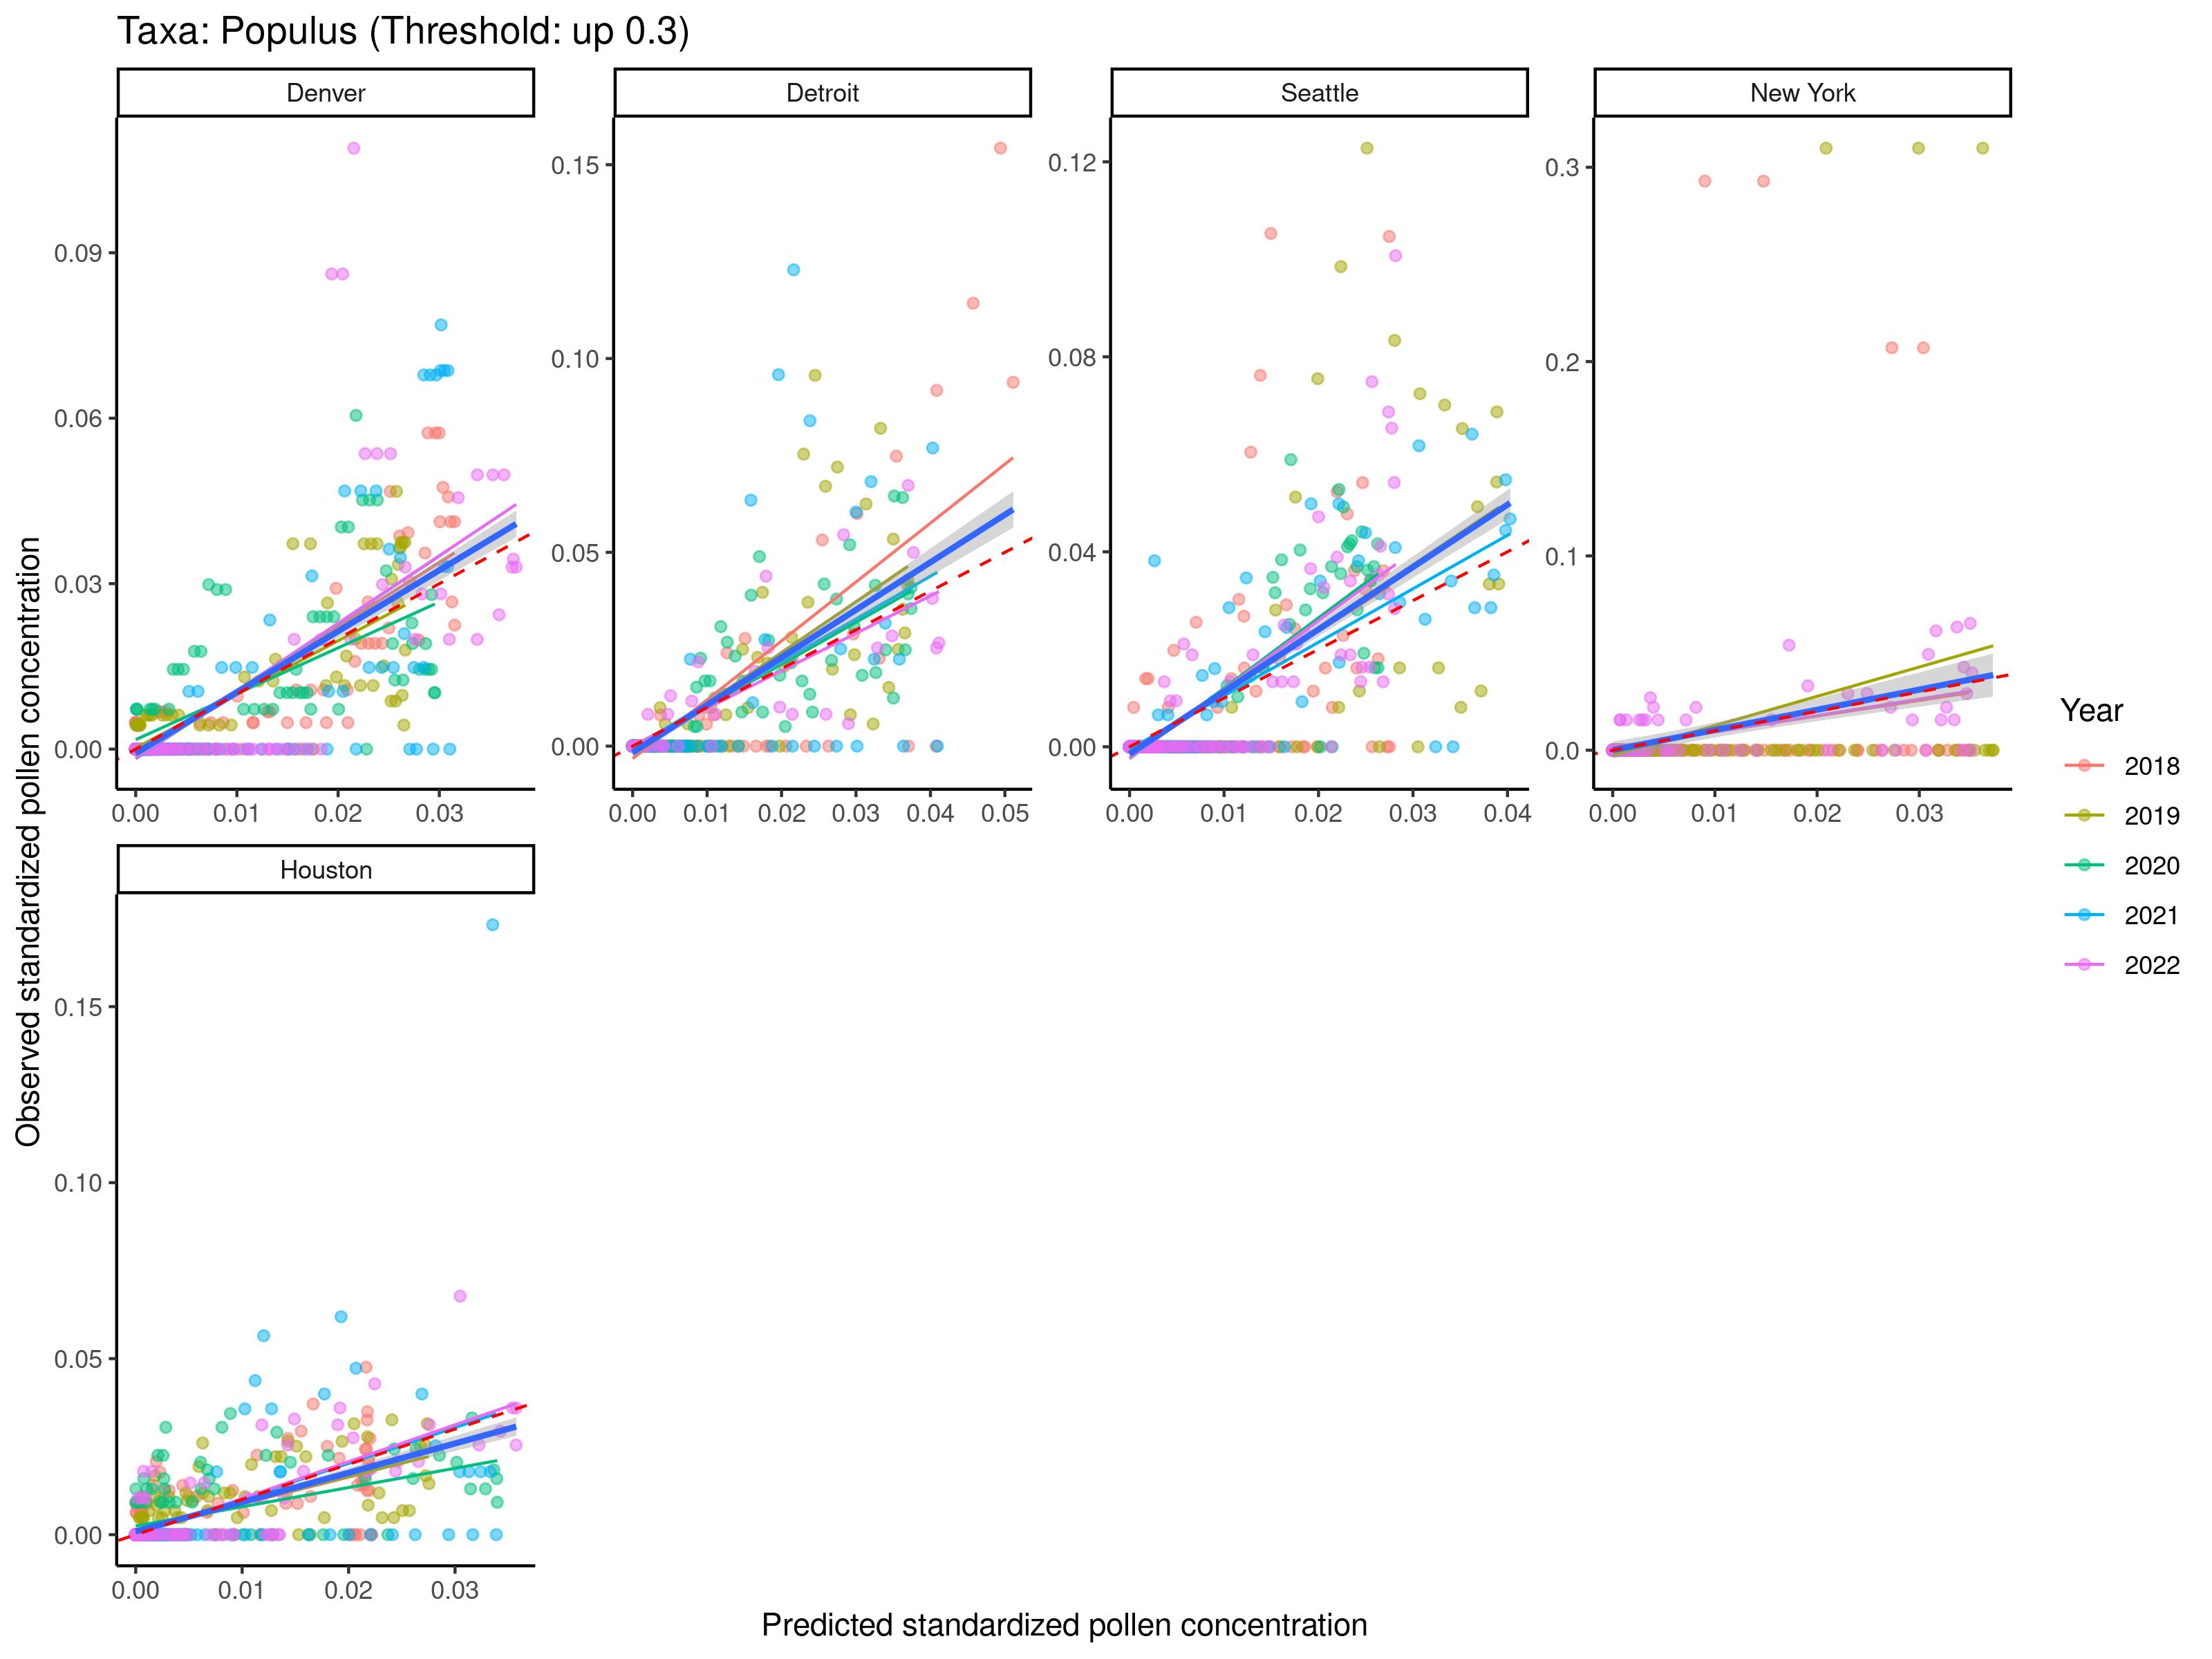 Taxa: Populus (Threshold: up 0.3)
Denver
Detroit
Seattle
New York
0.09
0.06
0.03
0.00
0.15
0.10
0.05
0.00
0.12
0.08
0.04
0.00
0.3
0.2
0.1
0.0
0.00 0.01 0.02 0.03
0.00 0.01 0.02 0.03 0.04 0.05
0.00 0.01 0.02 0.03 0.04
0.00 0.01 0.02 0.03
Houston
0.15
0.10
0.05
0.00
0.00 0.01 0.02 0.03
Observed standardized pollen concentration
Predicted standardized pollen concentration
Year
2018
2019
2020
2021
2022